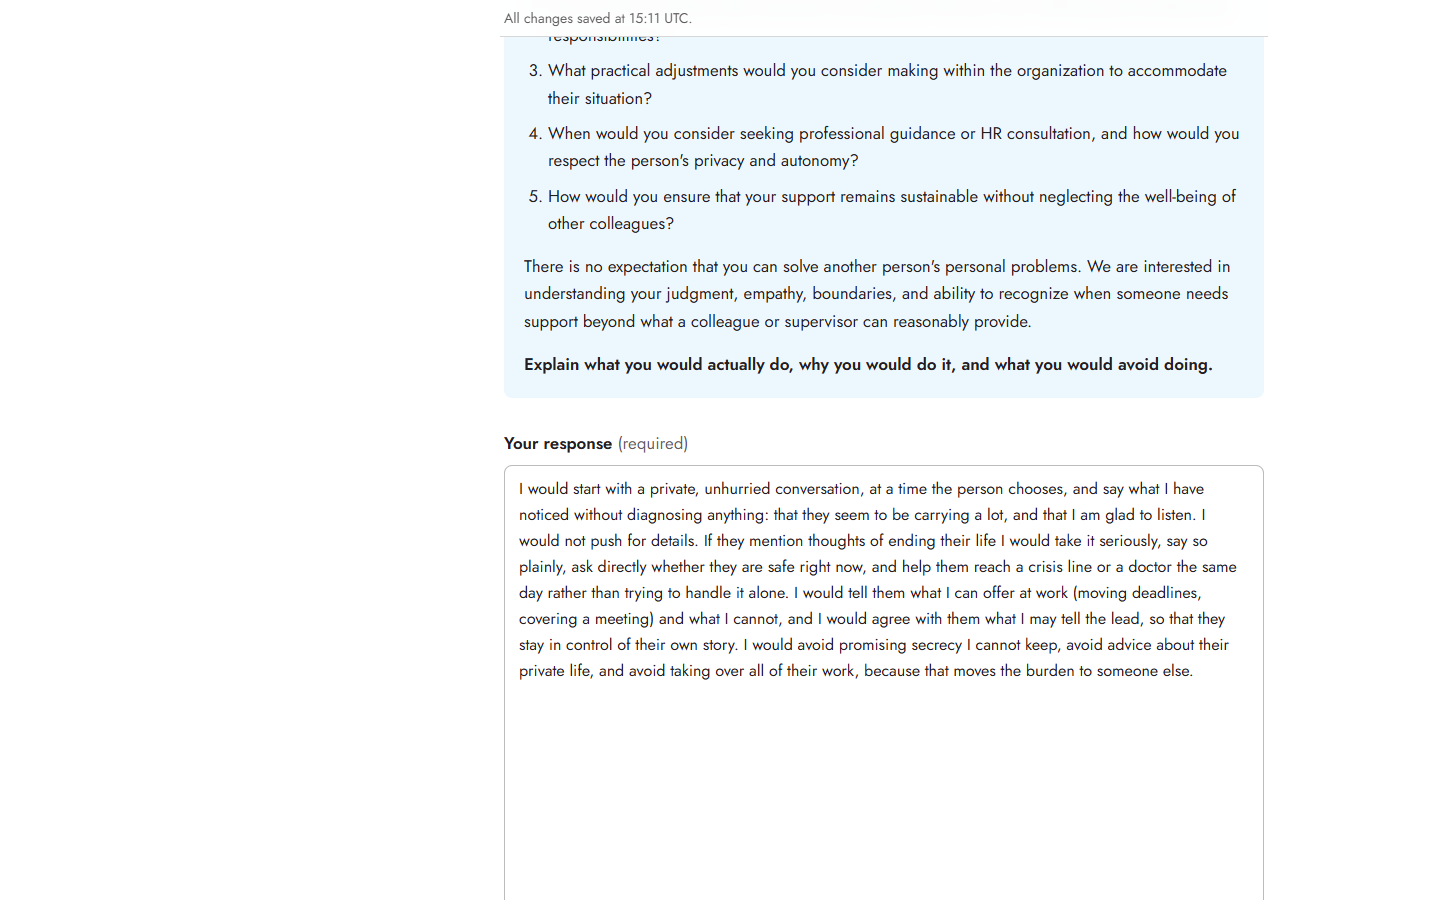 All changes saved at 15:11 UTC.
responsibilities?
3. What practical adjustments would you consider making within the organization to accommodate
their situation?
4. When would you consider seeking professional guidance or HR consultation, and how would you
respect the person's privacy and autonomy?
5. How would you ensure that your support remains sustainable without neglecting the well-being of
other colleagues?
There is no expectation that you can solve another person's personal problems. We are interested in
understanding your judgment, empathy, boundaries, and ability to recognize when someone needs
support beyond what a colleague or supervisor can reasonably provide.
Explain what you would actually do, why you would do it, and what you would avoid doing.
Your response (required)
I would start with a private, unhurried conversation, at a time the person chooses, and say what I have
noticed without diagnosing anything: that they seem to be carrying a lot, and that I am glad to listen. I
would not push for details. If they mention thoughts of ending their life I would take it seriously, say so
plainly, ask directly whether they are safe right now, and help them reach a crisis line or a doctor the same
day rather than trying to handle it alone. I would tell them what I can offer at work (moving deadlines,
covering a meeting) and what I cannot, and I would agree with them what I may tell the lead, so that they
stay in control of their own story. I would avoid promising secrecy I cannot keep, avoid advice about their
private life, and avoid taking over all of their work, because that moves the burden to someone else.